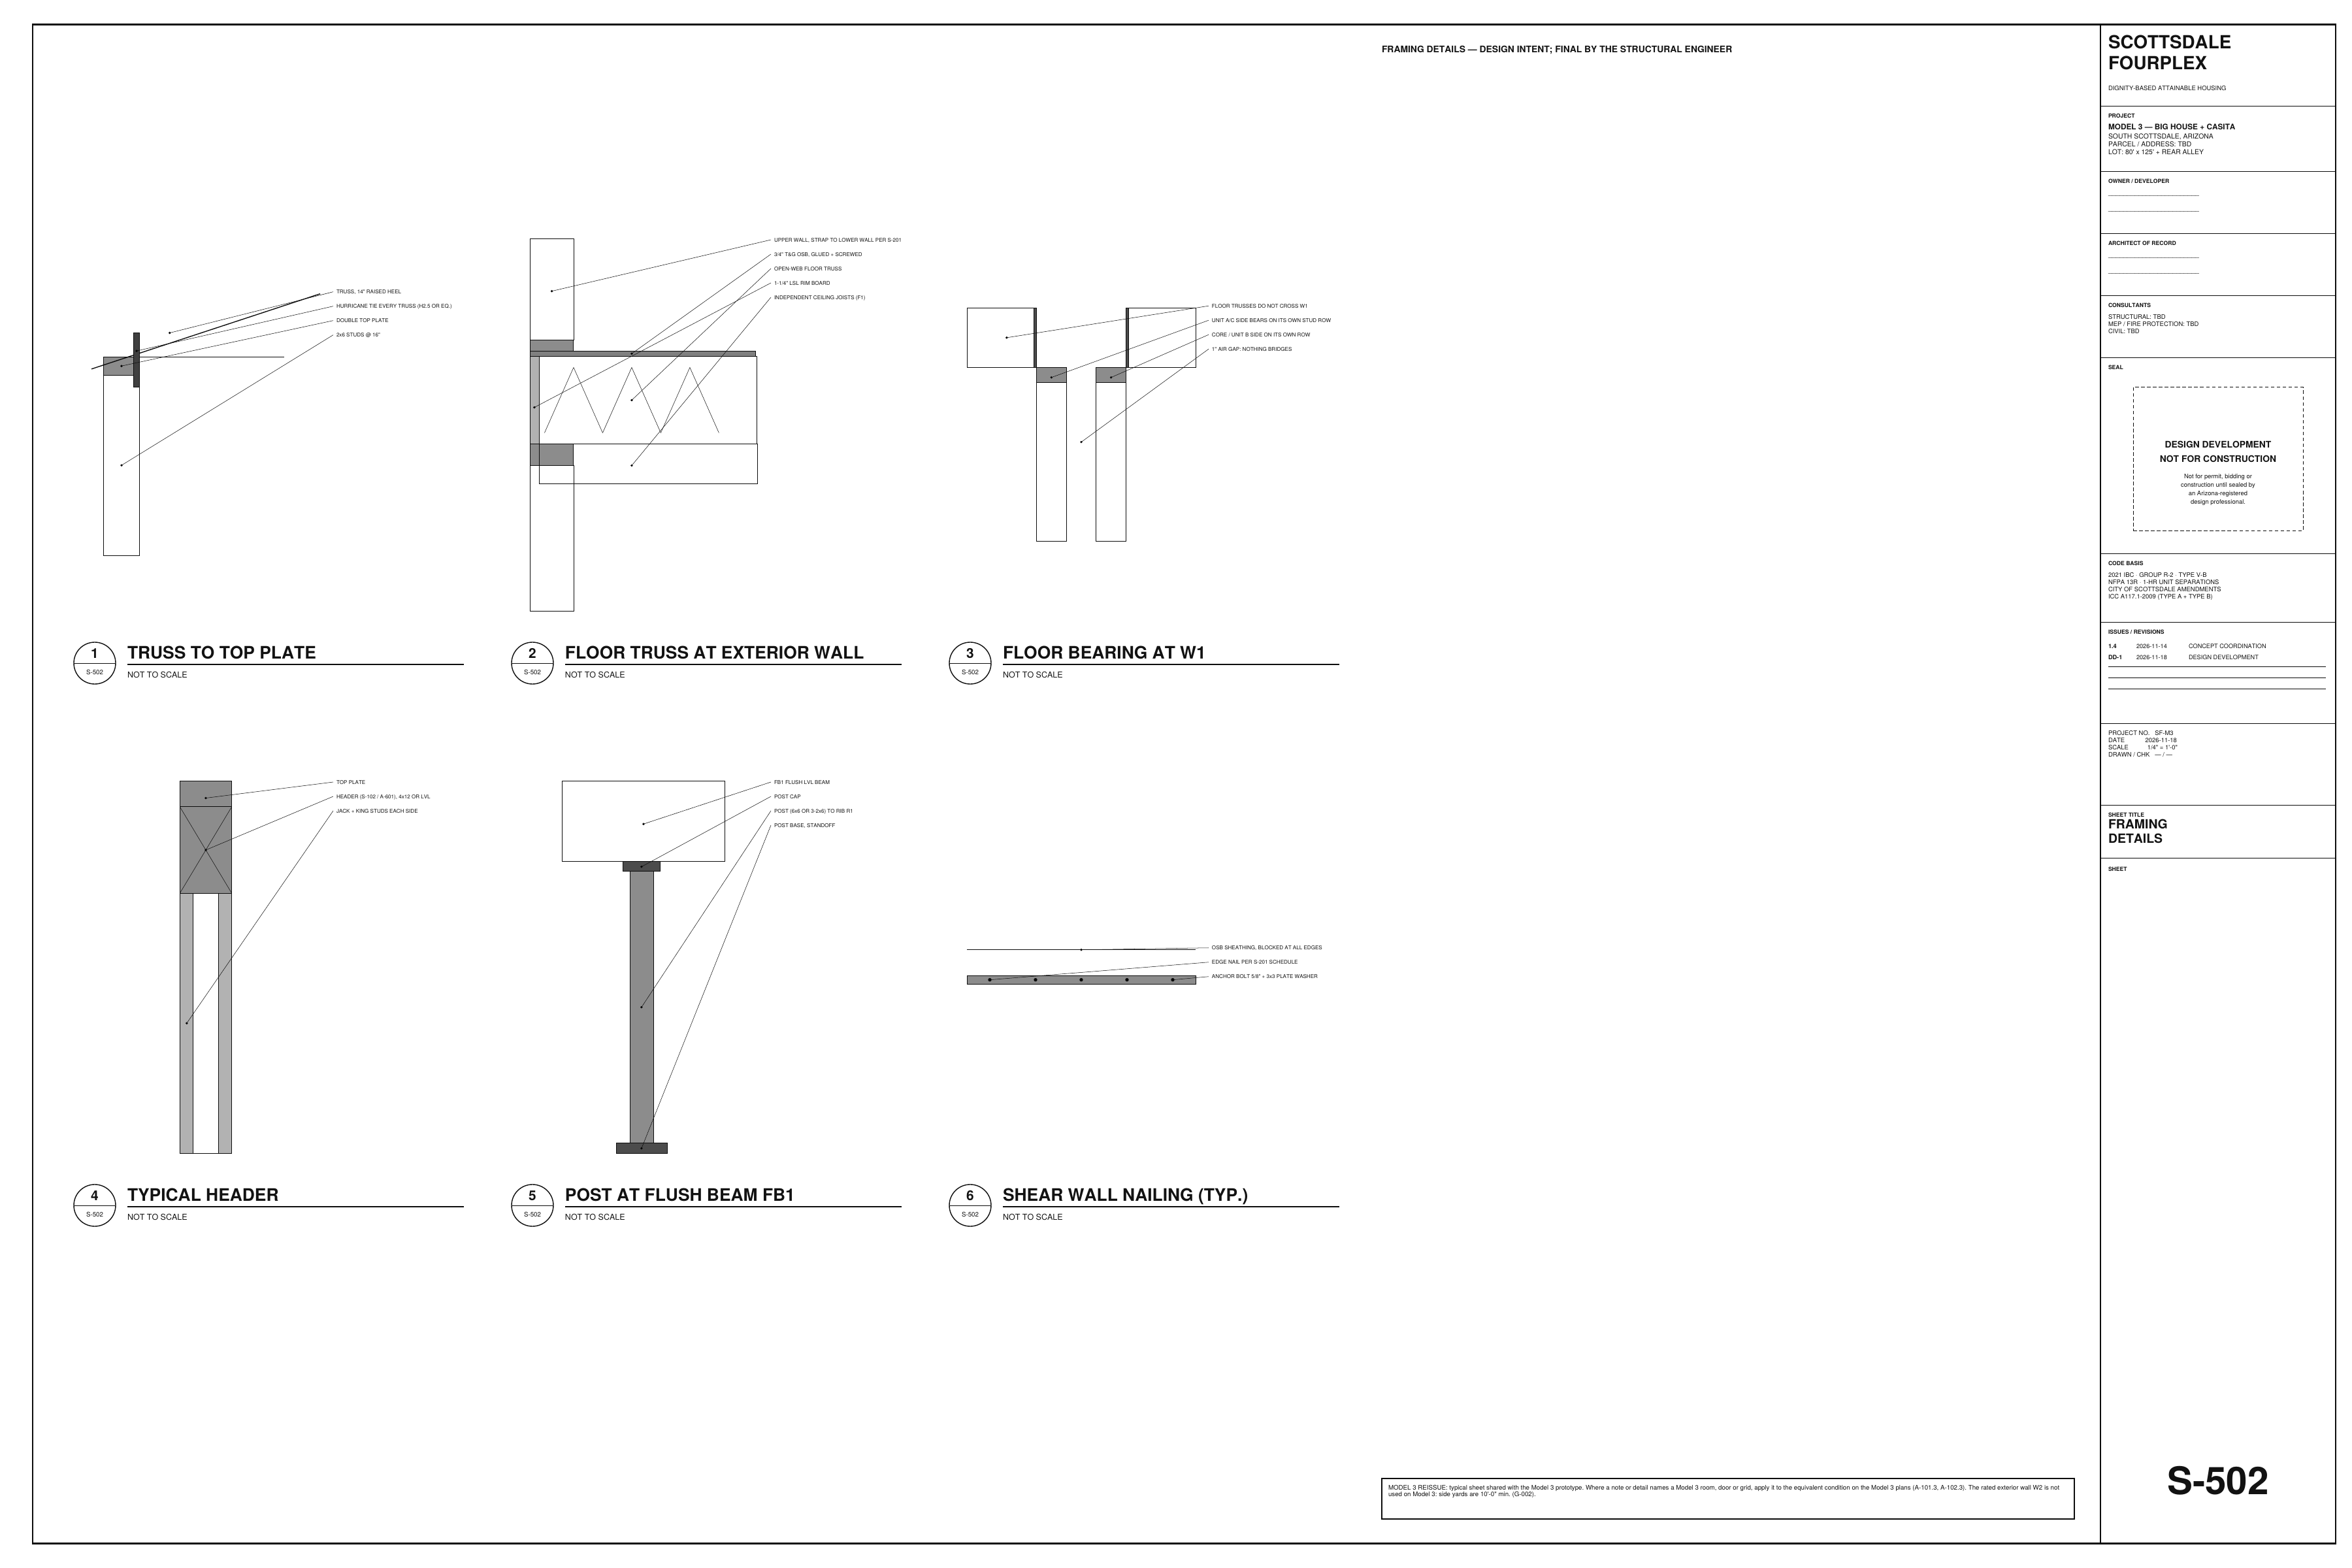 FRAMING DETAILS — DESIGN INTENT; FINAL BY THE STRUCTURAL ENGINEER
TRUSS, 14" RAISED HEEL
HURRICANE TIE EVERY TRUSS (H2.5 OR EQ.)
DOUBLE TOP PLATE
2x6 STUDS @ 16"
1
S-502
TRUSS TO TOP PLATE
NOT TO SCALE
UPPER WALL, STRAP TO LOWER WALL PER S-201
3/4" T&G OSB, GLUED + SCREWED
OPEN-WEB FLOOR TRUSS
1-1/4" LSL RIM BOARD
INDEPENDENT CEILING JOISTS (F1)
2
S-502
FLOOR TRUSS AT EXTERIOR WALL
NOT TO SCALE
FLOOR TRUSSES DO NOT CROSS W1
UNIT A/C SIDE BEARS ON ITS OWN STUD ROW
CORE / UNIT B SIDE ON ITS OWN ROW
1" AIR GAP: NOTHING BRIDGES
3
S-502
FLOOR BEARING AT W1
NOT TO SCALE
TOP PLATE
HEADER (S-102 / A-601), 4x12 OR LVL
JACK + KING STUDS EACH SIDE
4
S-502
TYPICAL HEADER
NOT TO SCALE
FB1 FLUSH LVL BEAM
POST CAP
POST (6x6 OR 3-2x6) TO RIB R1
POST BASE, STANDOFF
5
S-502
POST AT FLUSH BEAM FB1
NOT TO SCALE
OSB SHEATHING, BLOCKED AT ALL EDGES
EDGE NAIL PER S-201 SCHEDULE
ANCHOR BOLT 5/8" + 3x3 PLATE WASHER
6
S-502
SHEAR WALL NAILING (TYP.)
NOT TO SCALE
MODEL 3 REISSUE: typical sheet shared with the Model 3 prototype. Where a note or detail names a Model 3 room, door or grid, apply it to the equivalent condition on the Model 3 plans (A-101.3, A-102.3). The rated exterior wall W2 is not
used on Model 3: side yards are 10'-0" min. (G-002).
SCOTTSDALE
FOURPLEX
DIGNITY-BASED ATTAINABLE HOUSING
PROJECT
MODEL 3 — BIG HOUSE + CASITA
SOUTH SCOTTSDALE, ARIZONA
PARCEL / ADDRESS: TBD
LOT: 80' x 125' + REAR ALLEY
OWNER / DEVELOPER
ARCHITECT OF RECORD
CONSULTANTS
STRUCTURAL: TBD
MEP / FIRE PROTECTION: TBD
CIVIL: TBD
SEAL
DESIGN DEVELOPMENT
NOT FOR CONSTRUCTION
Not for permit, bidding or
construction until sealed by
an Arizona-registered
design professional.
CODE BASIS
2021 IBC · GROUP R-2 · TYPE V-B
NFPA 13R · 1-HR UNIT SEPARATIONS
CITY OF SCOTTSDALE AMENDMENTS
ICC A117.1-2009 (TYPE A + TYPE B)
ISSUES / REVISIONS
1.4 2026-11-14 CONCEPT COORDINATION
DD-1 2026-11-18 DESIGN DEVELOPMENT
PROJECT NO. SF-M3
DATE 2026-11-18
SCALE 1/4" = 1'-0"
DRAWN / CHK — / —
SHEET TITLE
FRAMING
DETAILS
SHEET
S-502